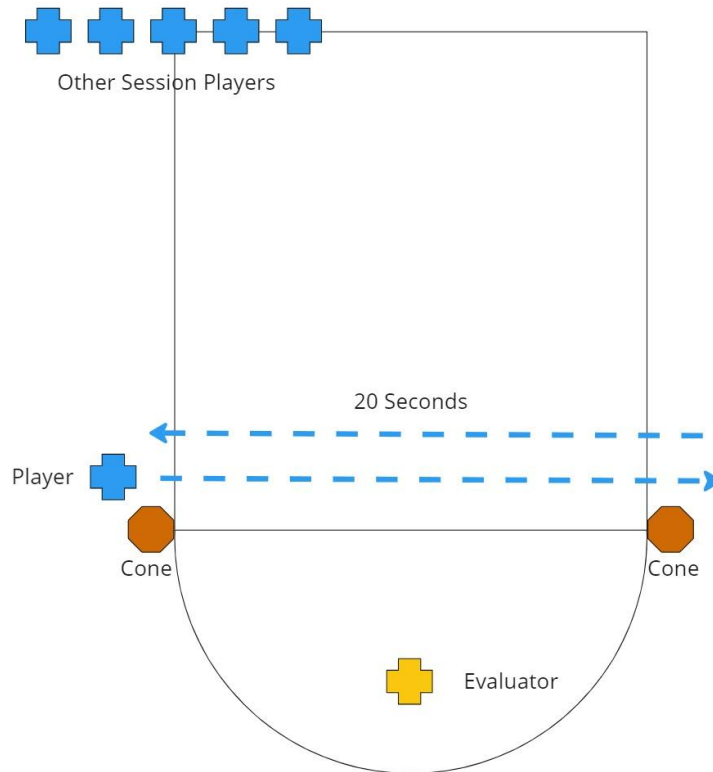 Other Session Players
20 Seconds
Player
Cone
Cone
Evaluator